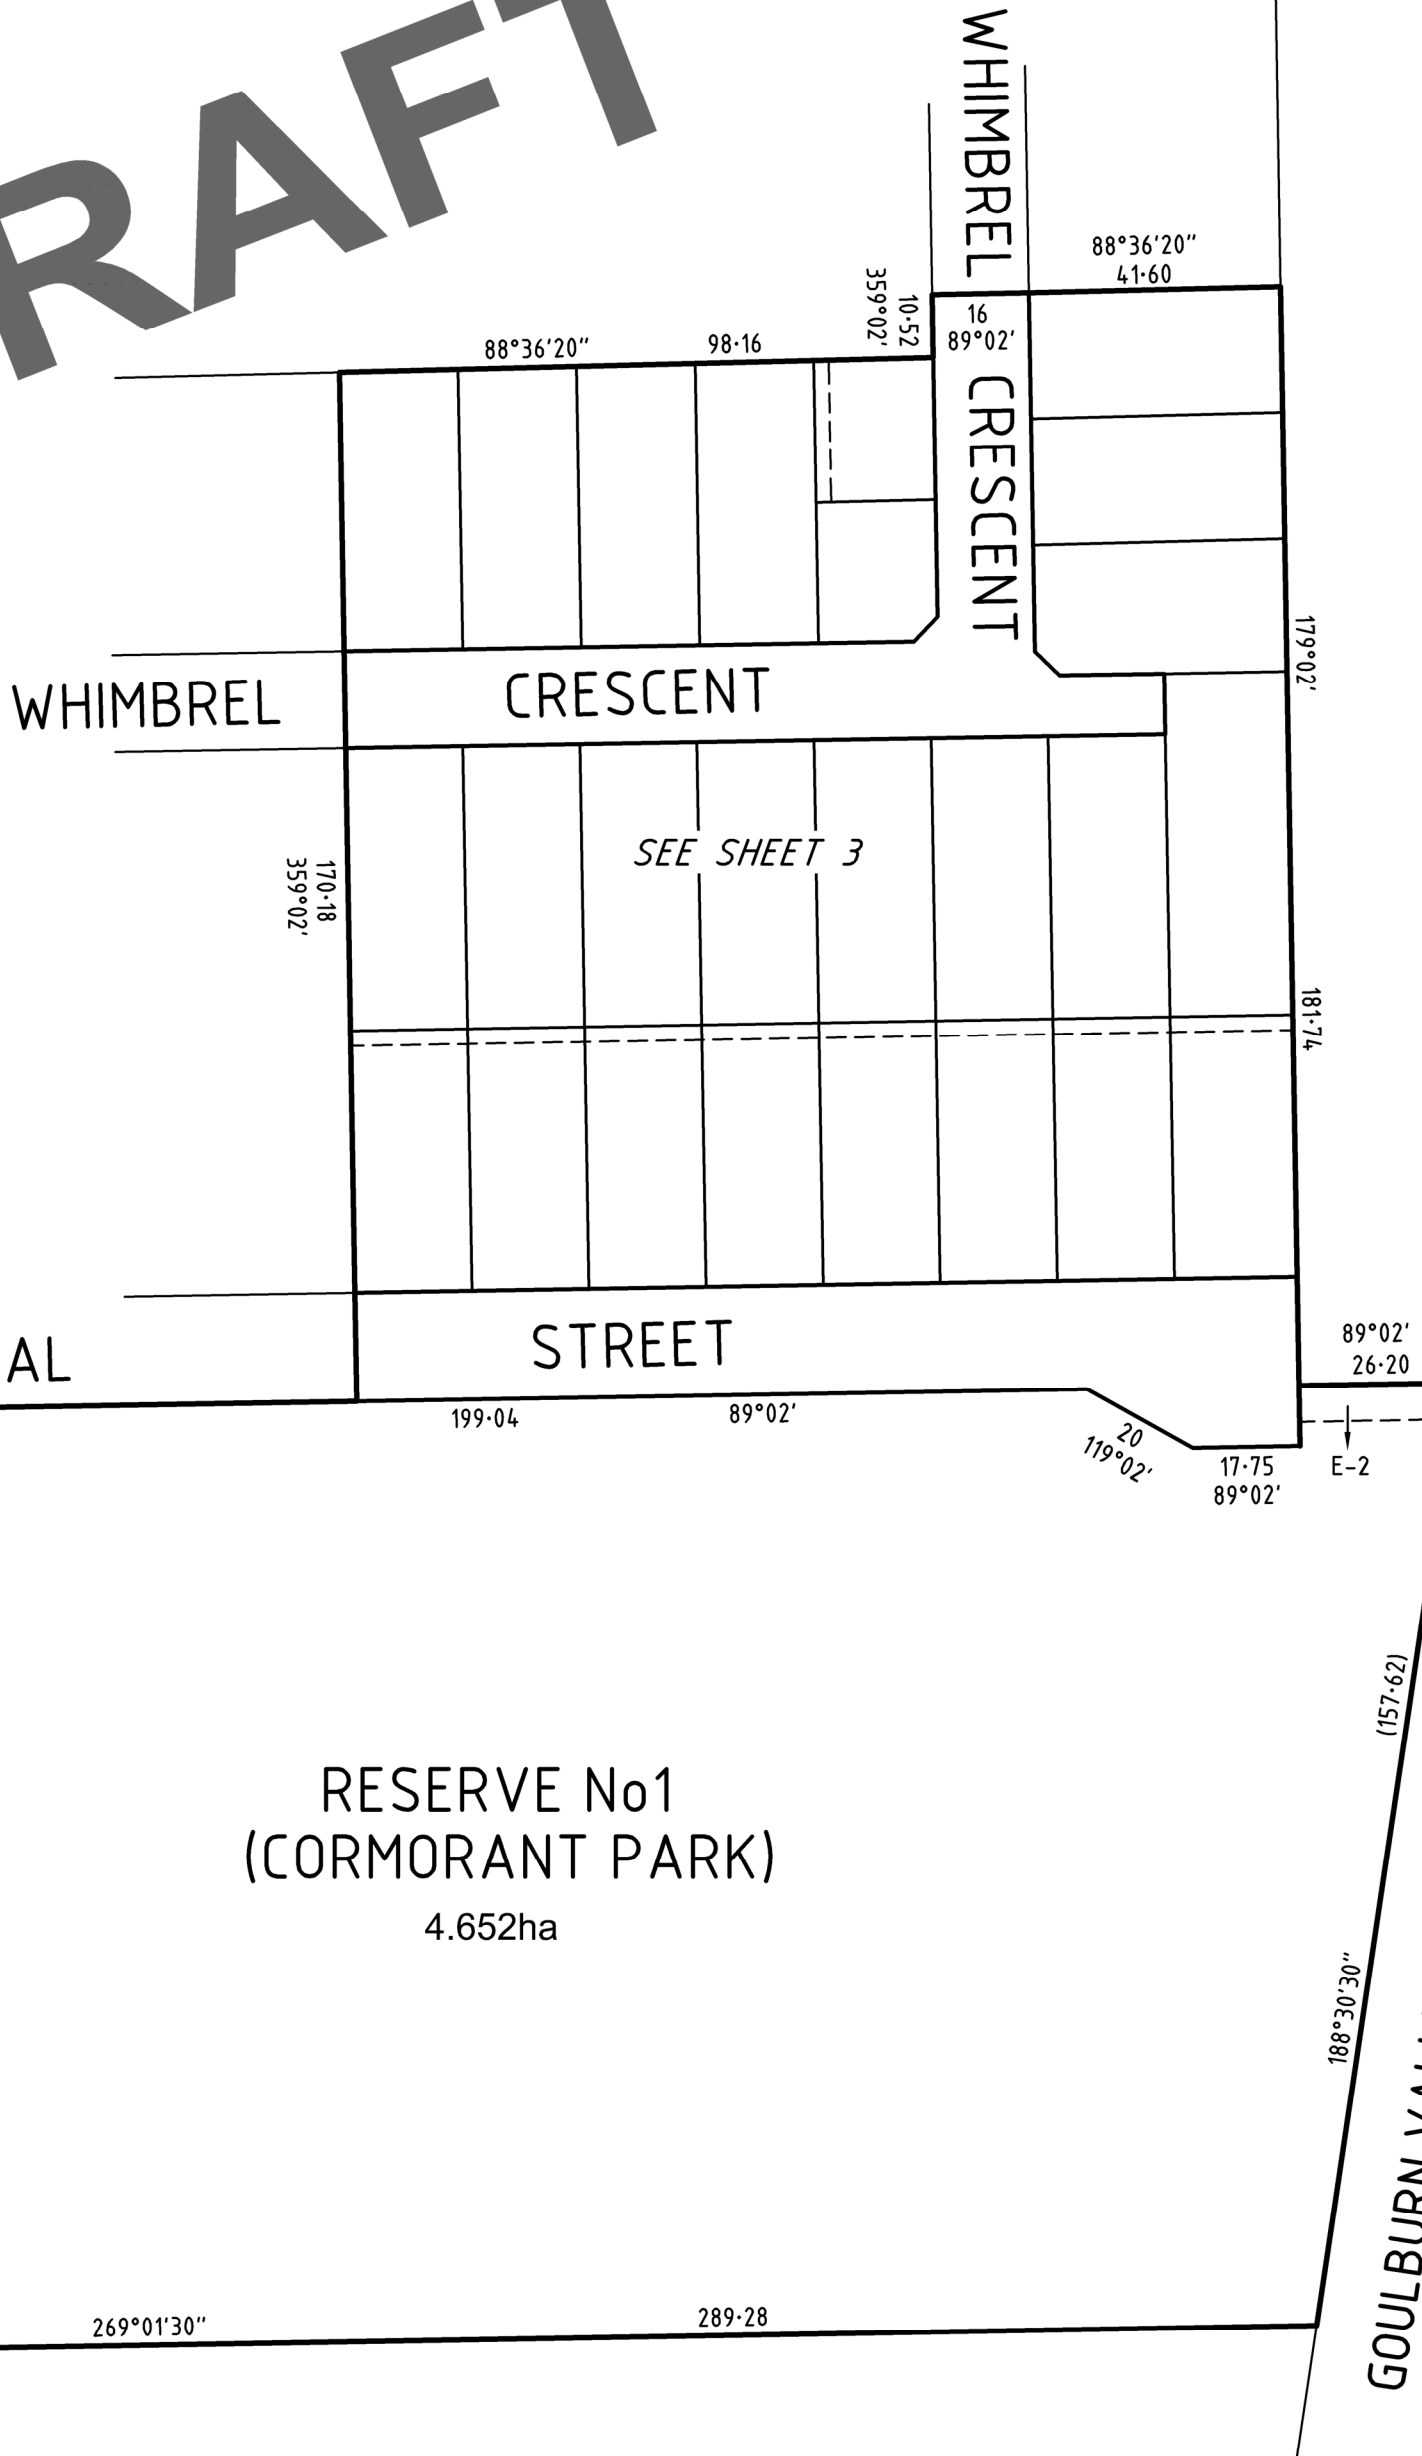 RAFT
WHIMBREL
CRESCENT
88°36'20"
41·60
10·52
359°02'
16
89°02'
88°36'20"
98·16
179°02'
WHIMBREL
CRESCENT
SEE SHEET 3
170·18
359°02'
181·74
AL
STREET
89°02'
26·20
199·04
89°02'
20
119°02'
17·75
89°02'
E-2
(157·62)
RESERVE No1
(CORMORANT PARK)
4.652ha
188°30'30"
GOULBURN
269°01'30"
289·28